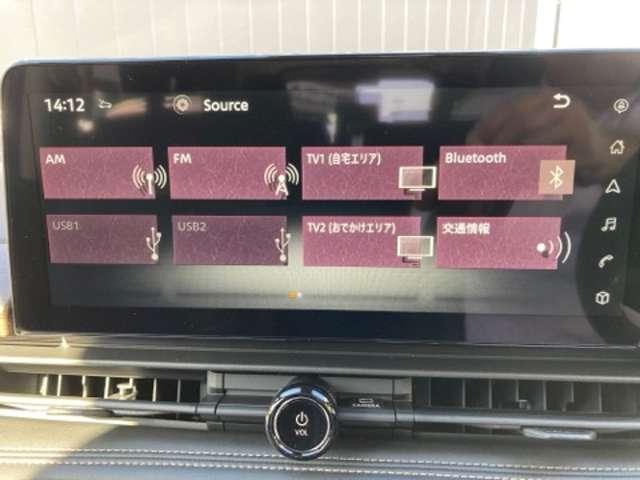 14:12
Source
AM
FM
TV1 (自宅エリア)
Bluetooth
USB1
USB2
TV2 (おでかけエリア)
交通情報
VOL
CAMERA